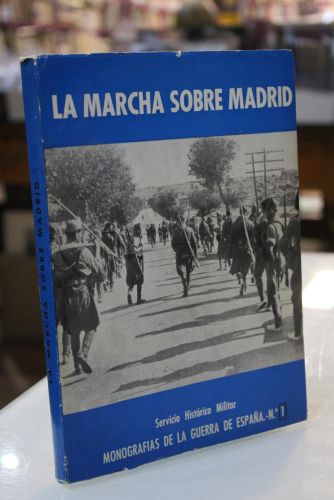 LA MARCHA SOBRE MADRID
LA MARCHA SOBRE MADRID
Servicio Histórico Militar
MONOGRAFIAS DE LA GUERRA DE ESPAÑA.-N.º 1